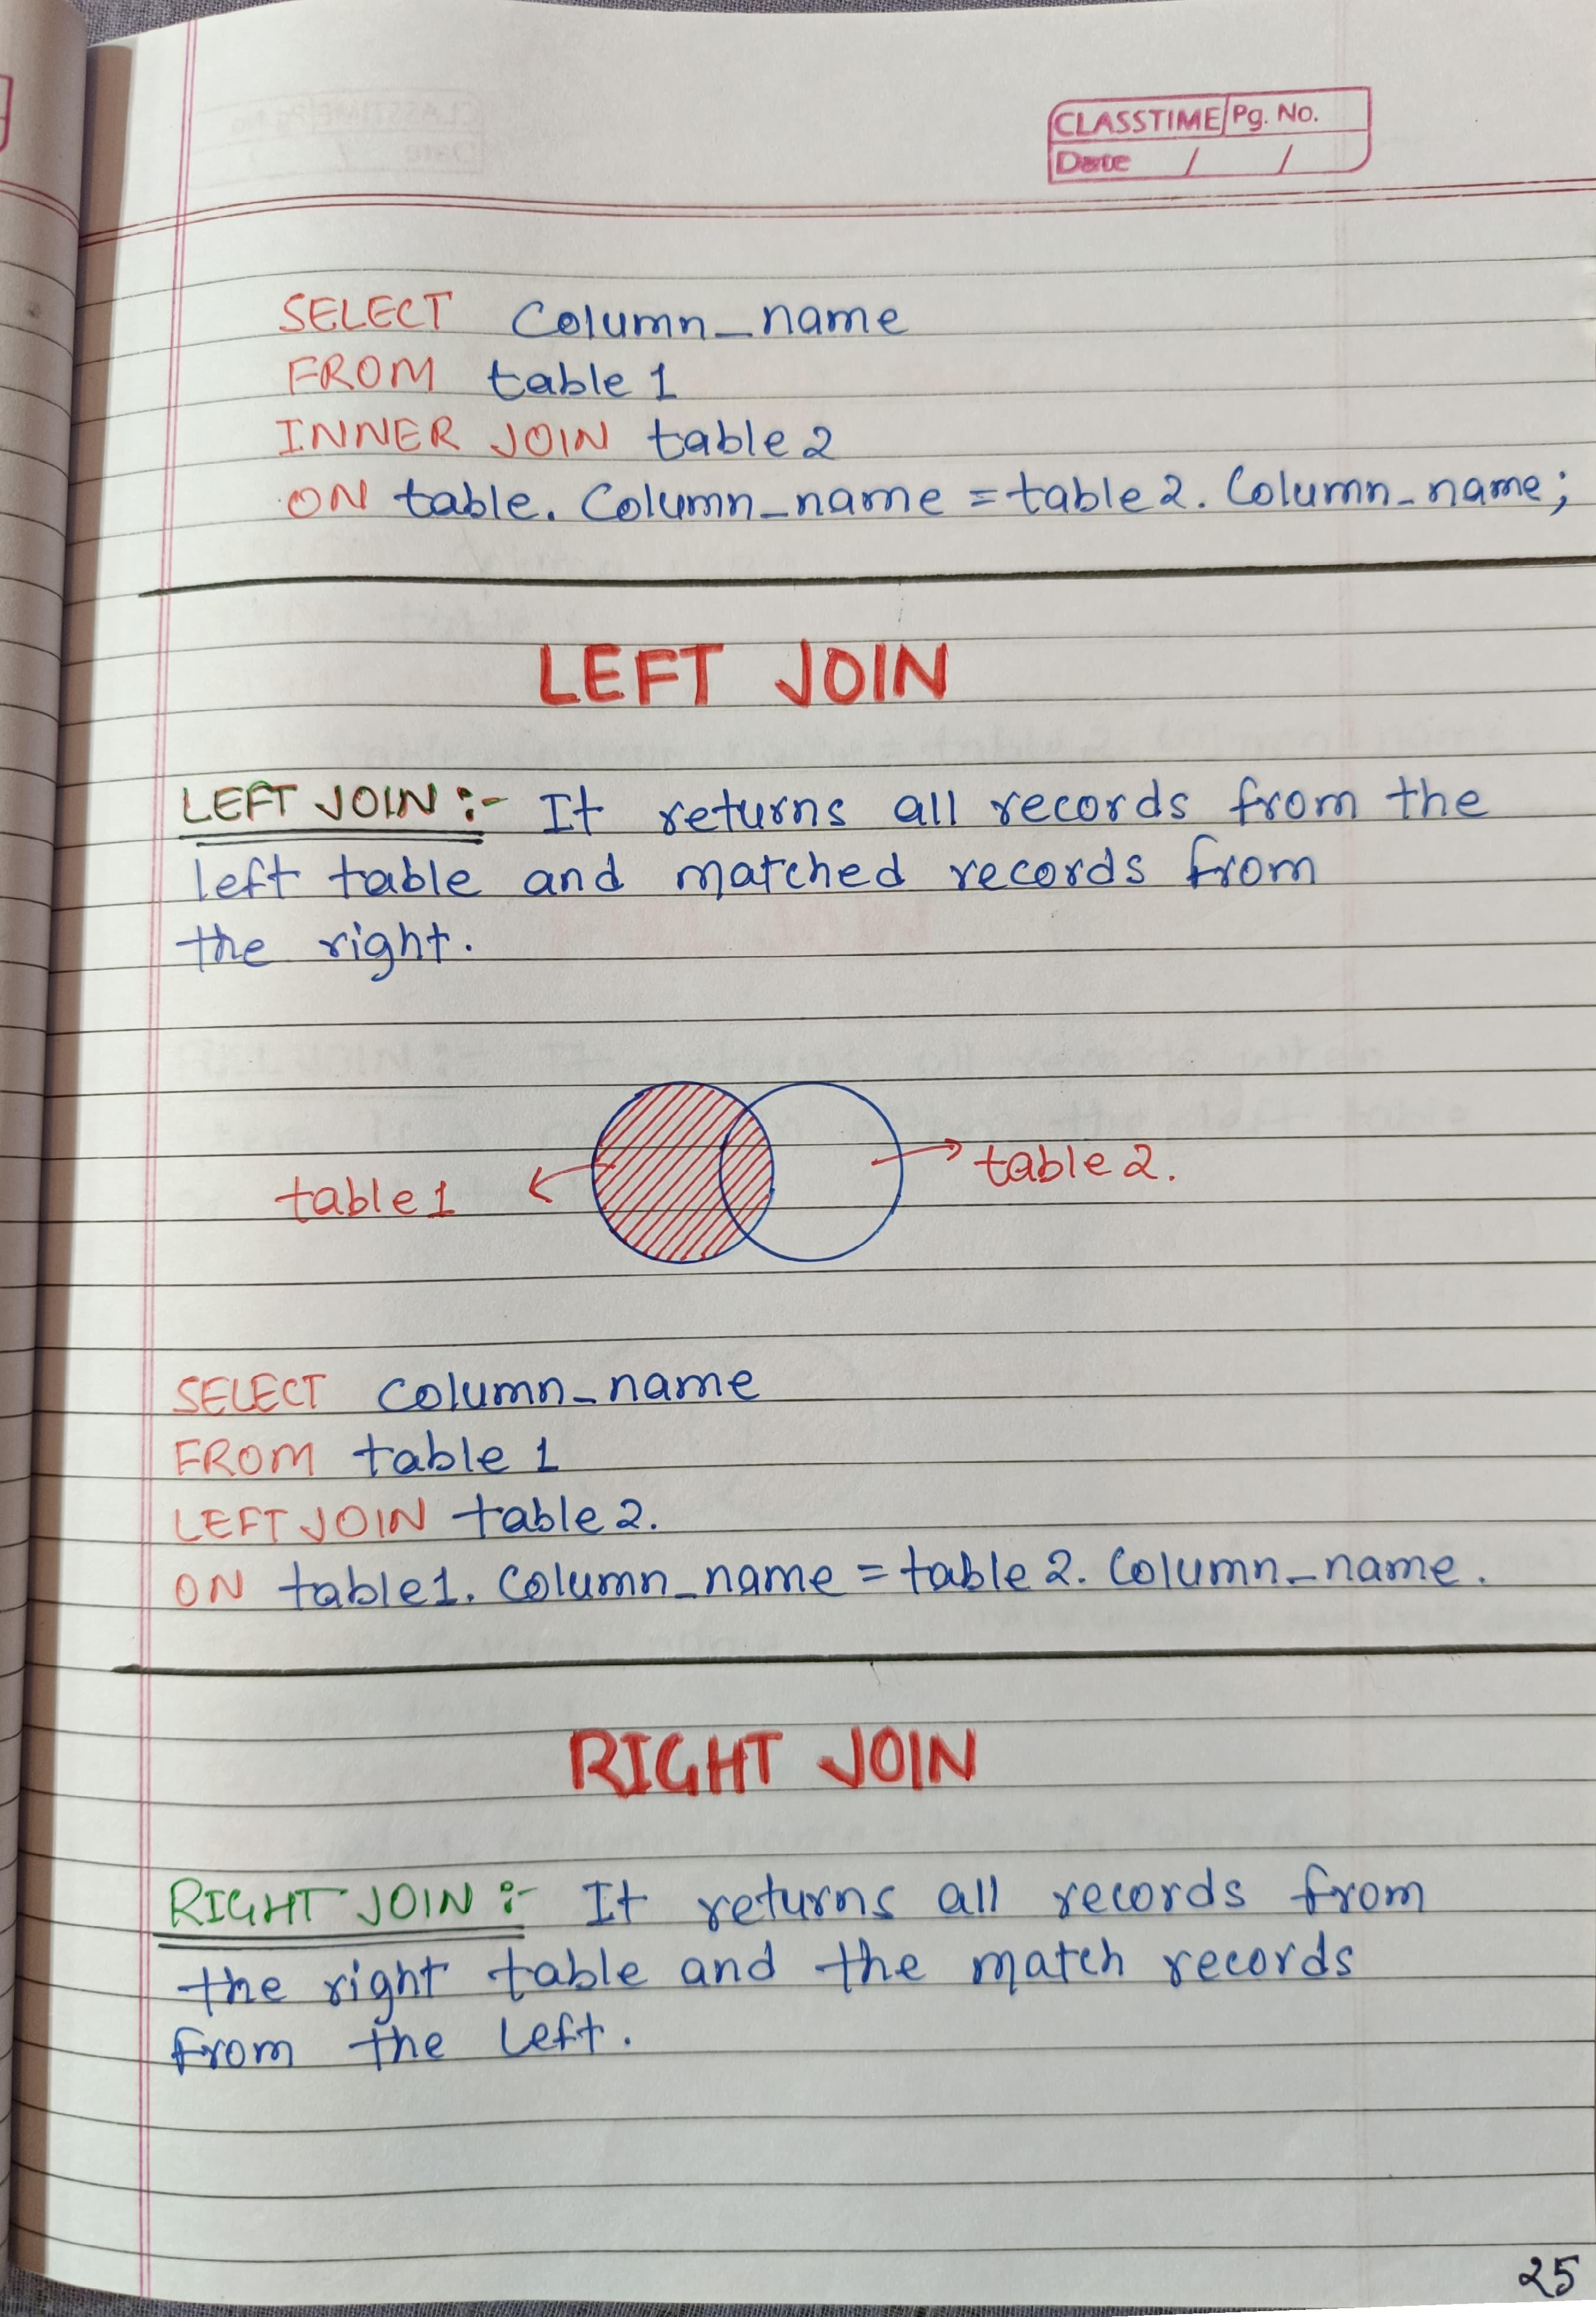 CLASSTIME Pg. No.
Date / /
SELECT Column_name
FROM table 1
INNER JOIN table 2
ON table. Column_name = table 2. Column_name;
LEFT JOIN
LEFT JOIN :- It returns all records from the
left table and matched records from
the right.
table 1
table 2.
SELECT Column_name
FROM table 1
LEFT JOIN table 2.
ON table1. Column_name = table 2. Column_name.
RIGHT JOIN
RIGHT JOIN :- It returns all records from
the right table and the match records
from the left.
25